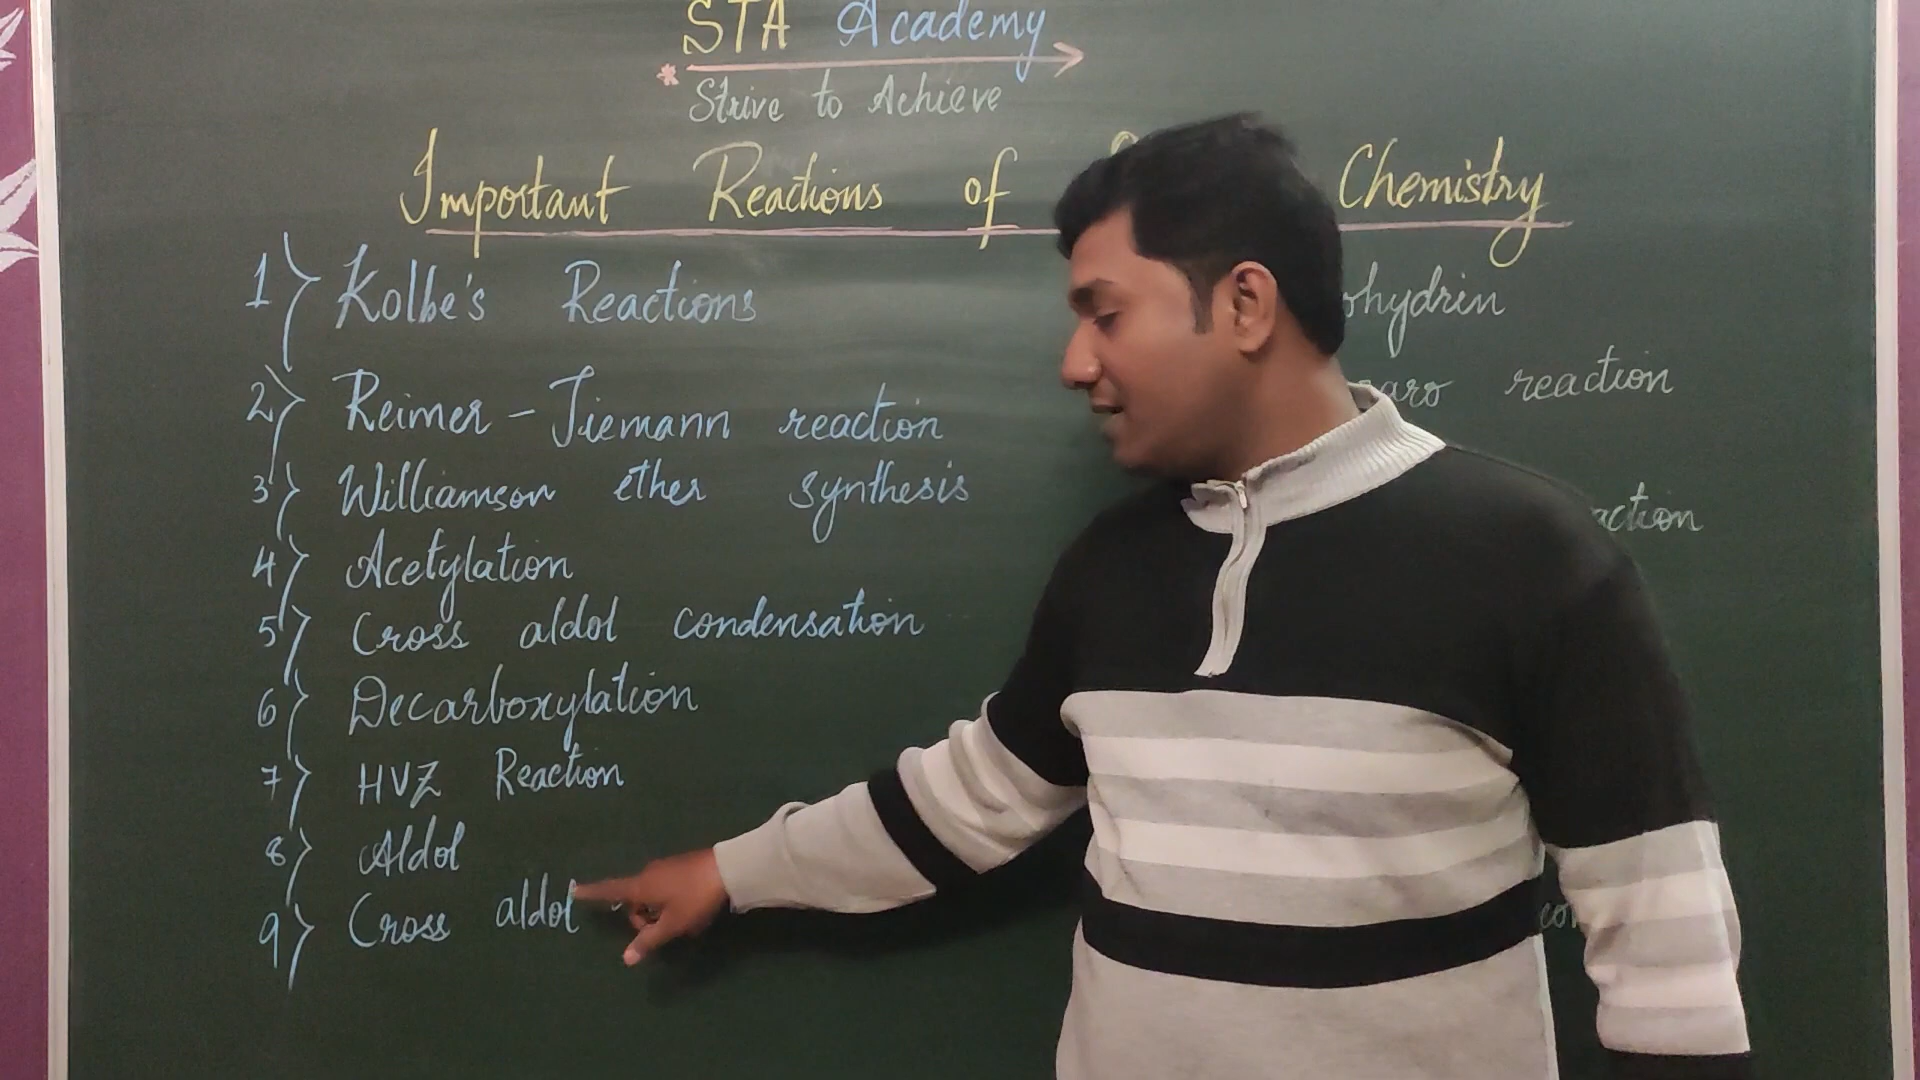 STA Academy
* Strive to Achieve
Important Reactions of Chemistry
1) Kolbe's Reactions
2) Reimer - Tiemann reaction
3) Williamson ether synthesis
4) Acetylation
5) Cross aldol condensation
6) Decarboxylation
7) HVZ Reaction
8) Aldol
9) Cross aldol
ohydrin
aro reaction
action
con